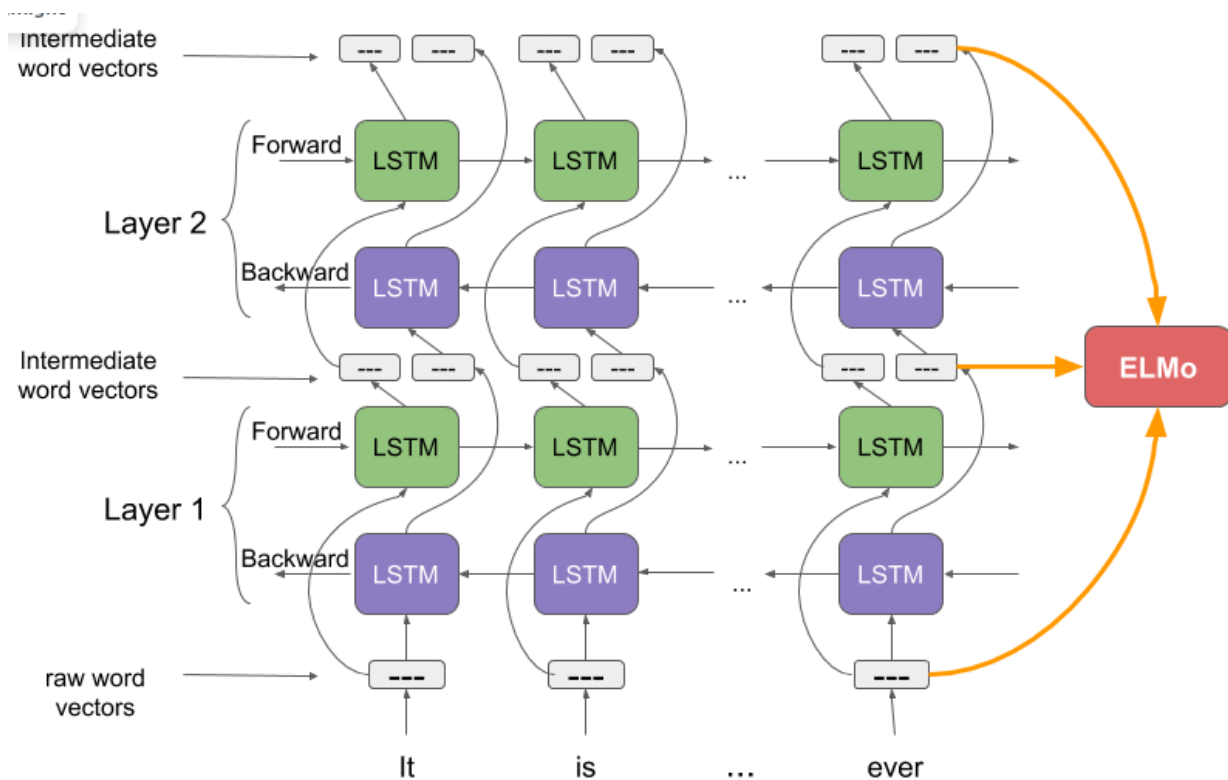 Intermediate
word vectors
--- --- --- --- --- ---
Forward
LSTM LSTM ... LSTM
Layer 2
Backward
LSTM LSTM ... LSTM
Intermediate
word vectors
--- --- --- --- --- ---
ELMo
Forward
LSTM LSTM ... LSTM
Layer 1
Backward
LSTM LSTM ... LSTM
raw word
vectors
--- --- ---
It is ... ever